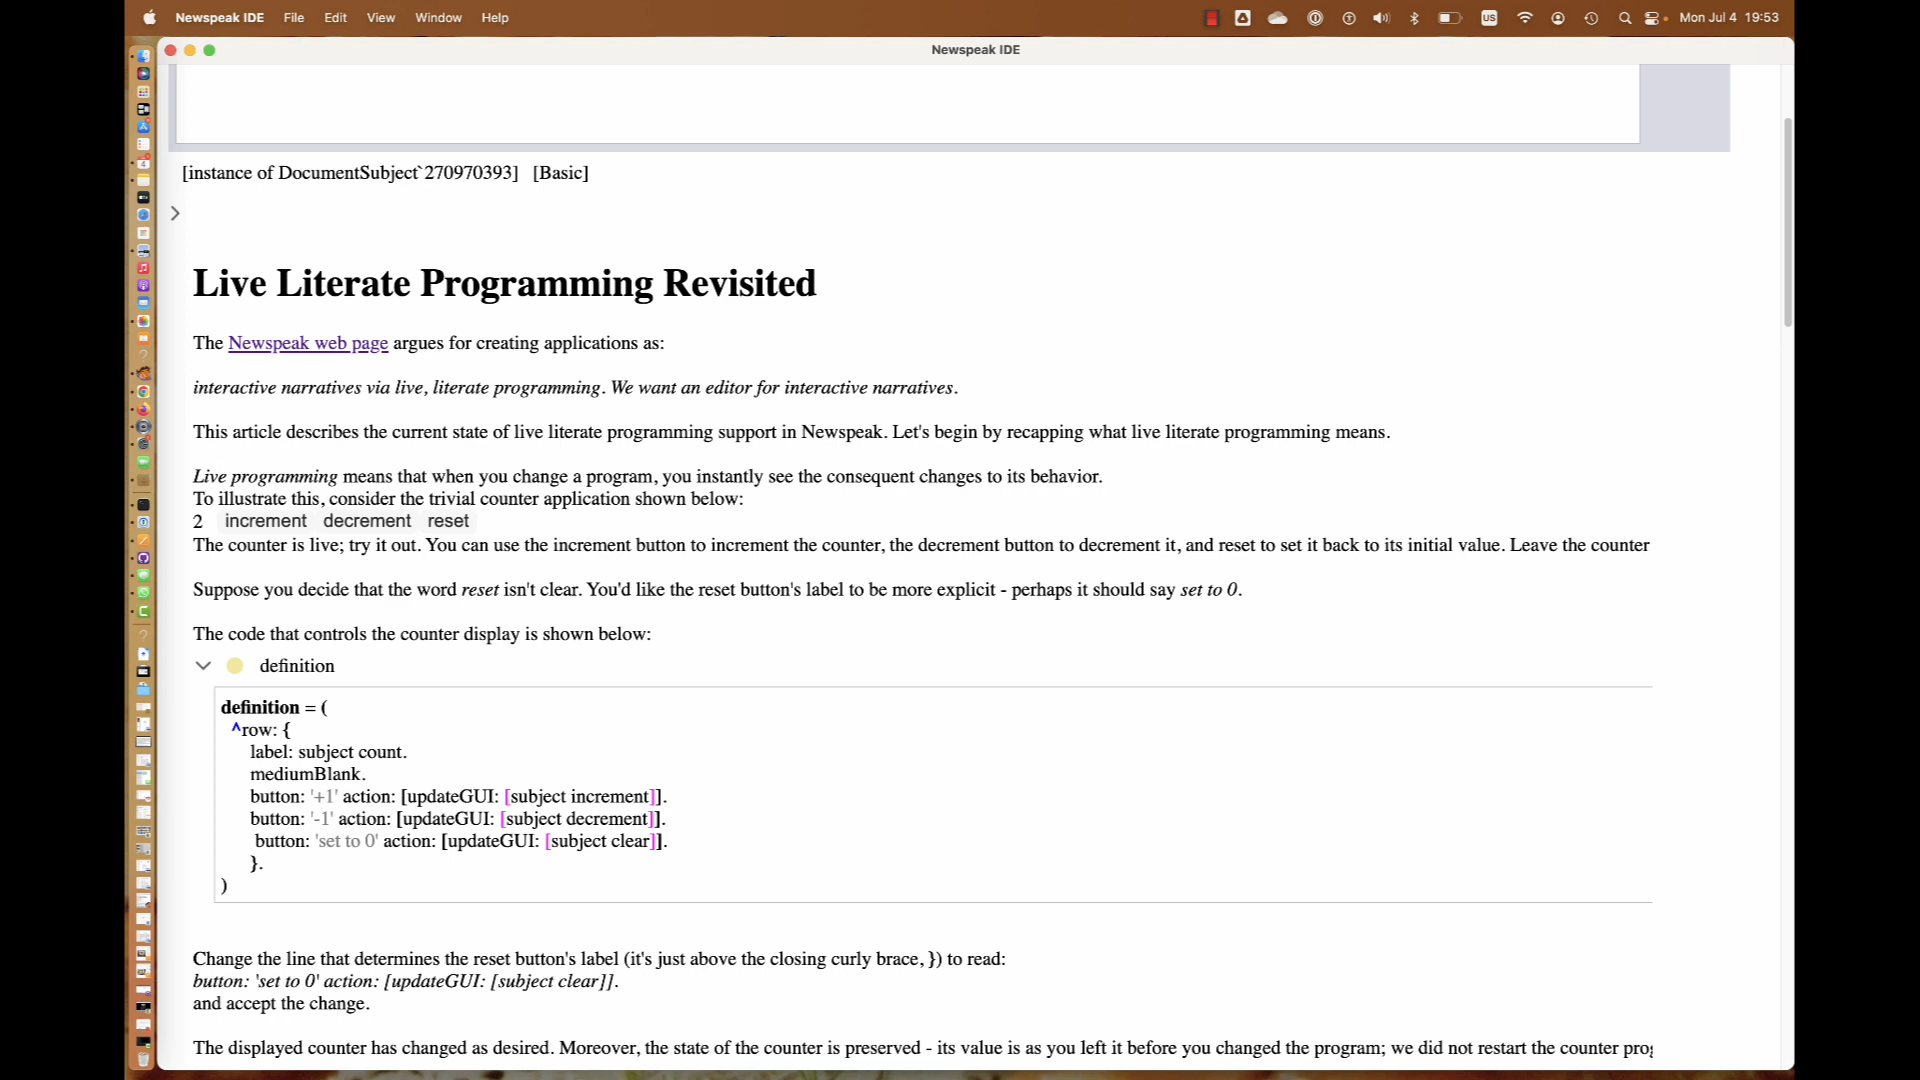 Newspeak IDE File Edit View Window Help US Mon Jul 4 19:53
Newspeak IDE
[instance of DocumentSubject`270970393] [Basic]
Live Literate Programming Revisited
The Newspeak web page argues for creating applications as:
interactive narratives via live, literate programming. We want an editor for interactive narratives.
This article describes the current state of live literate programming support in Newspeak. Let's begin by recapping what live literate programming means.
Live programming means that when you change a program, you instantly see the consequent changes to its behavior.
To illustrate this, consider the trivial counter application shown below:
2 increment decrement reset
The counter is live; try it out. You can use the increment button to increment the counter, the decrement button to decrement it, and reset to set it back to its initial value. Leave the counter
Suppose you decide that the word reset isn't clear. You'd like the reset button's label to be more explicit - perhaps it should say set to 0.
The code that controls the counter display is shown below:
definition
definition = (
^row: {
label: subject count.
mediumBlank.
button: '+1' action: [updateGUI: [subject increment]].
button: '-1' action: [updateGUI: [subject decrement]].
button: 'set to 0' action: [updateGUI: [subject clear]].
}.
)
Change the line that determines the reset button's label (it's just above the closing curly brace, }) to read:
button: 'set to 0' action: [updateGUI: [subject clear]].
and accept the change.
The displayed counter has changed as desired. Moreover, the state of the counter is preserved - its value is as you left it before you changed the program; we did not restart the counter prog